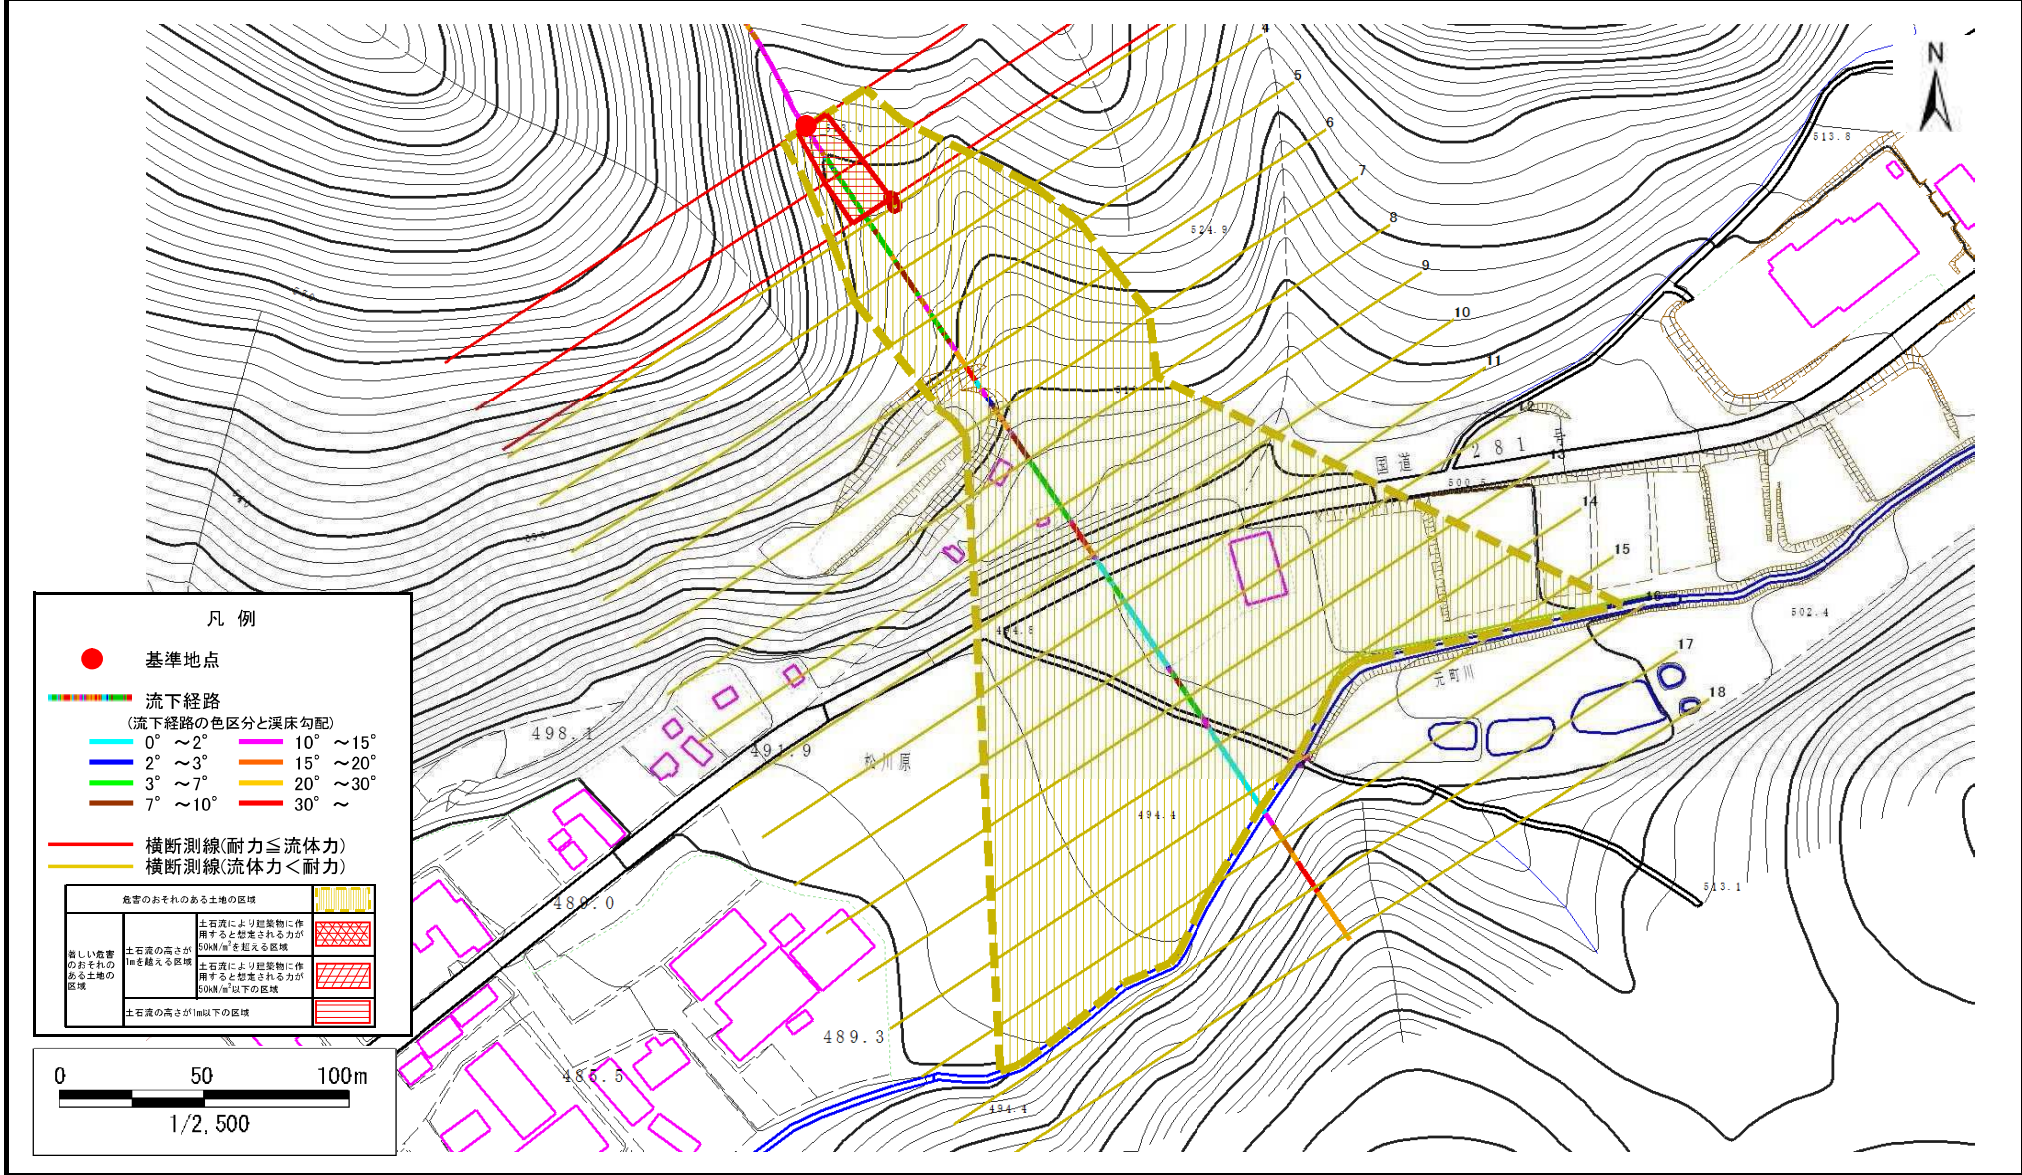 N
4
5
6
7
8
9
10
11
12
13
14
15
16
17
18
513.8
524.9
国道 281 号
500.5
502.4
元町川
松川原
498.1
491.9
494.4
489.0
489.3
485.5
494.4
513.1
凡 例
基準地点
流下経路
(流下経路の色区分と渓床勾配)
0° ～2° 10° ～15°
2° ～3° 15° ～20°
3° ～7° 20° ～30°
7° ～10° 30° ～
横断測線(耐力≦流体力)
横断測線(流体力＜耐力)
危害のおそれのある土地の区域
著しい危害
のおそれの
ある土地の
区域
土石流の高さが
1mを越える区域
土石流により建築物に作
用すると想定される力が
50kN/m²を超える区域
土石流により建築物に作
用すると想定される力が
50kN/m²以下の区域
土石流の高さが1m以下の区域
0 50 100m
1/2,500